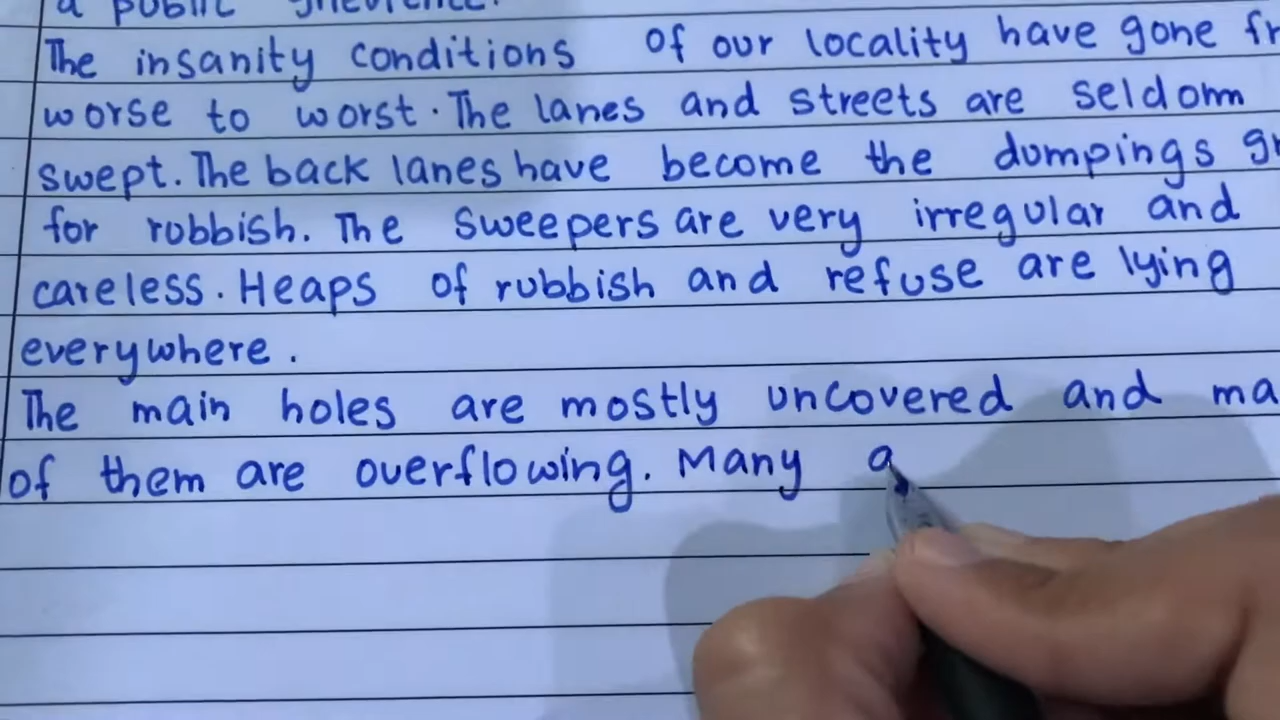 a public
The insanity conditions of our locality have gone
worse to worst. The lanes and streets are seldom
swept. The back lanes have become the dumpings
for rubbish. The sweepers are very irregular and
careless. Heaps of rubbish and refuse are lying
everywhere.
The main holes are mostly uncovered and
of them are overflowing. Many a